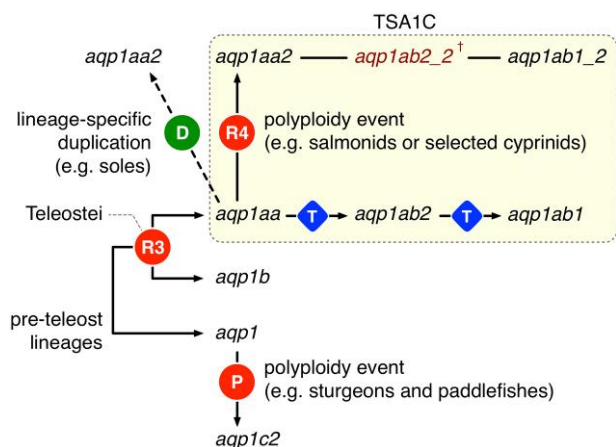 TSA1C
aqp1aa2
aqp1aa2
aqp1ab2_2†
aqp1ab1_2
lineage-specific
duplication
(e.g. soles)
D
R4
polyploidy event
(e.g. salmonids or selected cyprinids)
Teleostei
aqp1aa
T
aqp1ab2
T
aqp1ab1
R3
aqp1b
pre-teleost
lineages
aqp1
P
polyploidy event
(e.g. sturgeons and paddlefishes)
aqp1c2